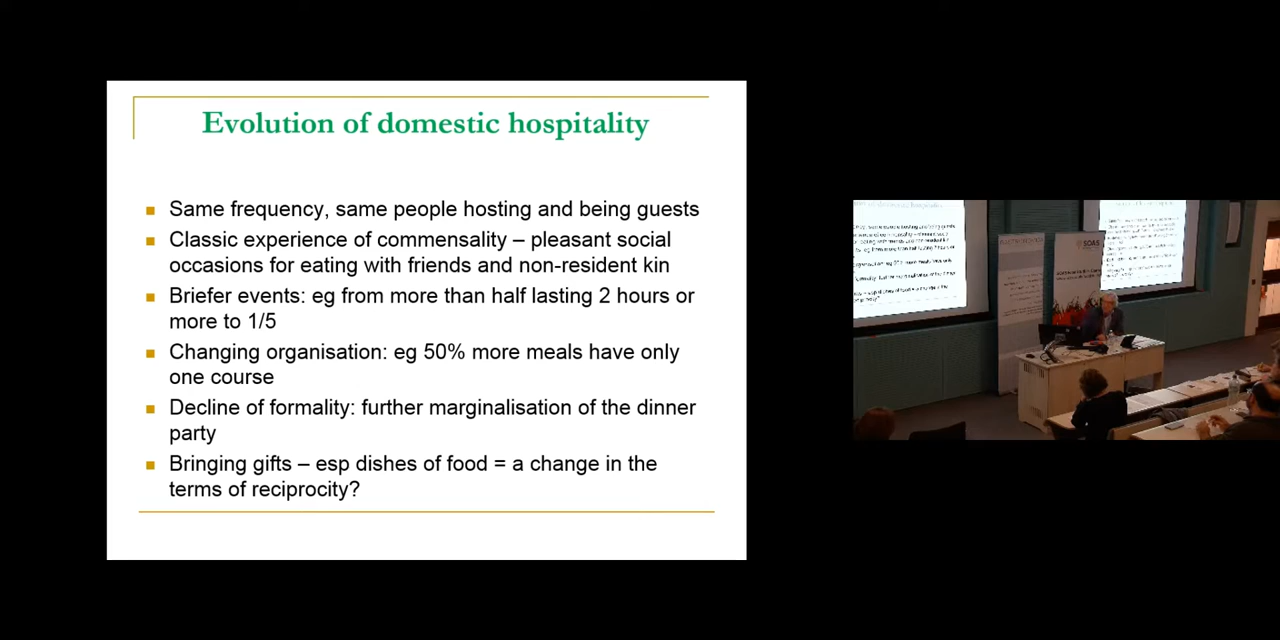 Evolution of domestic hospitality
Same frequency, same people hosting and being guests
Classic experience of commensality – pleasant social
occasions for eating with friends and non-resident kin
Briefer events: eg from more than half lasting 2 hours or
more to 1/5
Changing organisation: eg 50% more meals have only
one course
Decline of formality: further marginalisation of the dinner
party
Bringing gifts – esp dishes of food = a change in the
terms of reciprocity?
SOAS